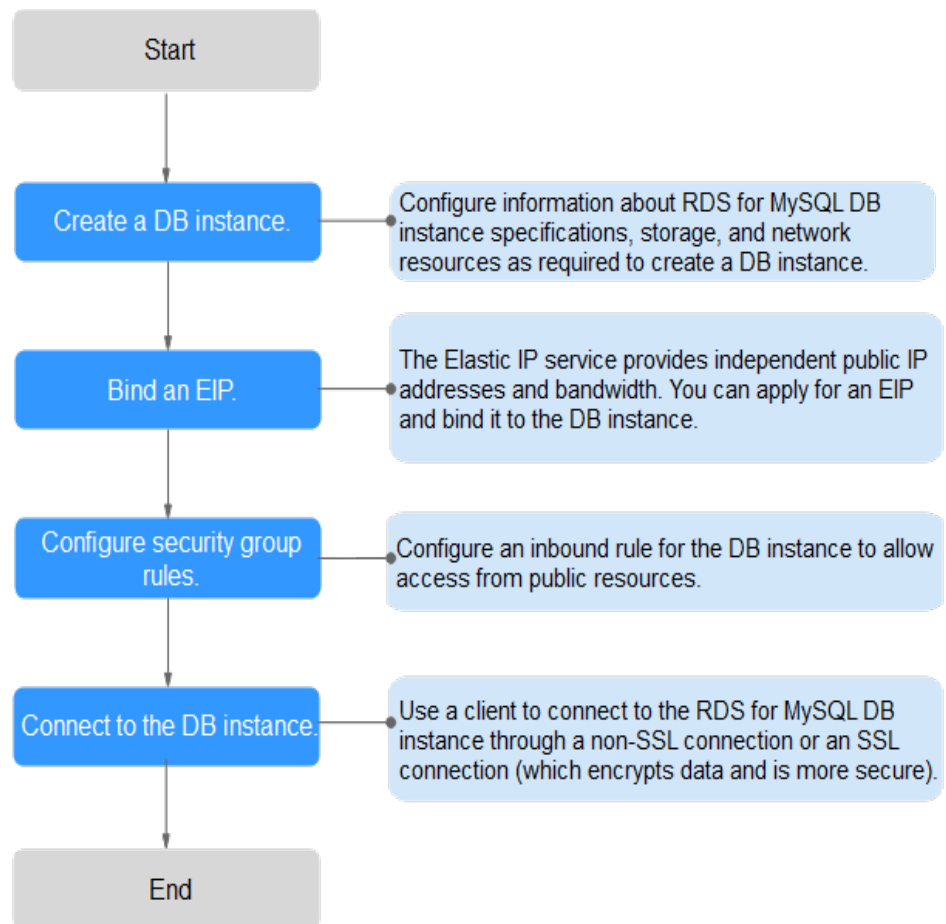 Start
Create a DB instance.
Configure information about RDS for MySQL DB
instance specifications, storage, and network
resources as required to create a DB instance.
Bind an EIP.
The Elastic IP service provides independent public IP
addresses and bandwidth. You can apply for an EIP
and bind it to the DB instance.
Configure security group
rules.
Configure an inbound rule for the DB instance to allow
access from public resources.
Connect to the DB instance.
Use a client to connect to the RDS for MySQL DB
instance through a non-SSL connection or an SSL
connection (which encrypts data and is more secure).
End